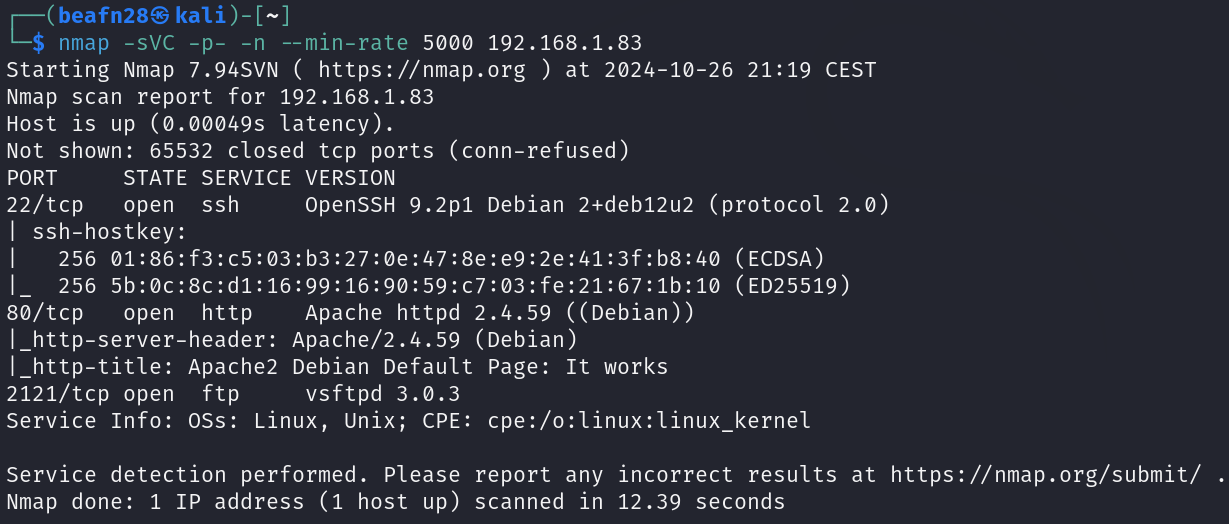 ┌──(beafn28㉿kali)-[~]
└─$ nmap -sVC -p- -n --min-rate 5000 192.168.1.83
Starting Nmap 7.94SVN ( https://nmap.org ) at 2024-10-26 21:19 CEST
Nmap scan report for 192.168.1.83
Host is up (0.00049s latency).
Not shown: 65532 closed tcp ports (conn-refused)
PORT     STATE SERVICE VERSION
22/tcp   open  ssh     OpenSSH 9.2p1 Debian 2+deb12u2 (protocol 2.0)
| ssh-hostkey:
|   256 01:86:f3:c5:03:b3:27:0e:47:8e:e9:2e:41:3f:b8:40 (ECDSA)
|_  256 5b:0c:8c:d1:16:99:16:90:59:c7:03:fe:21:67:1b:10 (ED25519)
80/tcp   open  http    Apache httpd 2.4.59 ((Debian))
|_http-server-header: Apache/2.4.59 (Debian)
|_http-title: Apache2 Debian Default Page: It works
2121/tcp open  ftp     vsftpd 3.0.3
Service Info: OSs: Linux, Unix; CPE: cpe:/o:linux:linux_kernel

Service detection performed. Please report any incorrect results at https://nmap.org/submit/ .
Nmap done: 1 IP address (1 host up) scanned in 12.39 seconds